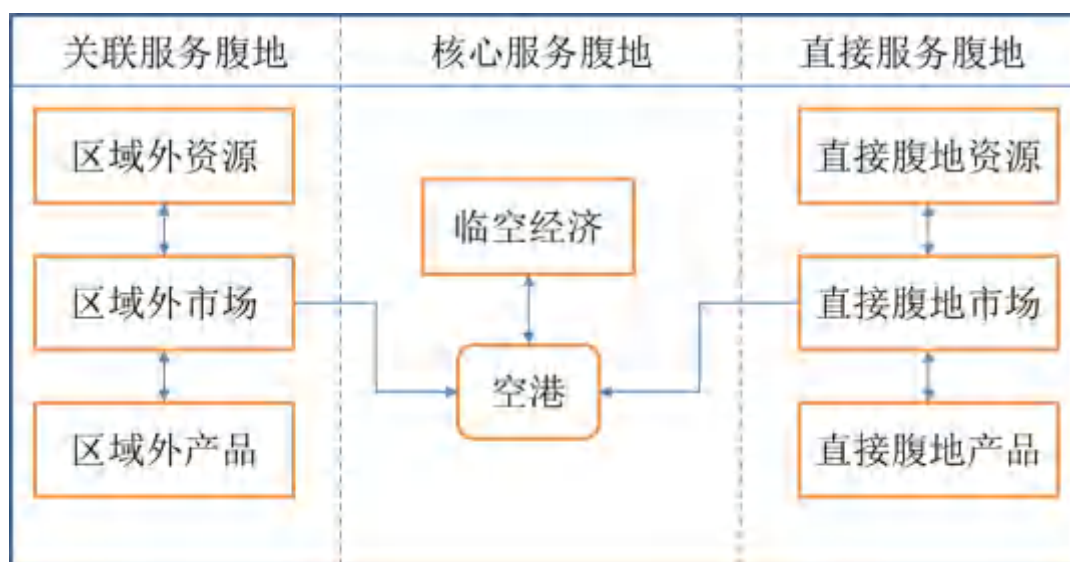 关联服务腹地
核心服务腹地
直接服务腹地
区域外资源
区域外市场
区域外产品
临空经济
空港
直接腹地资源
直接腹地市场
直接腹地产品